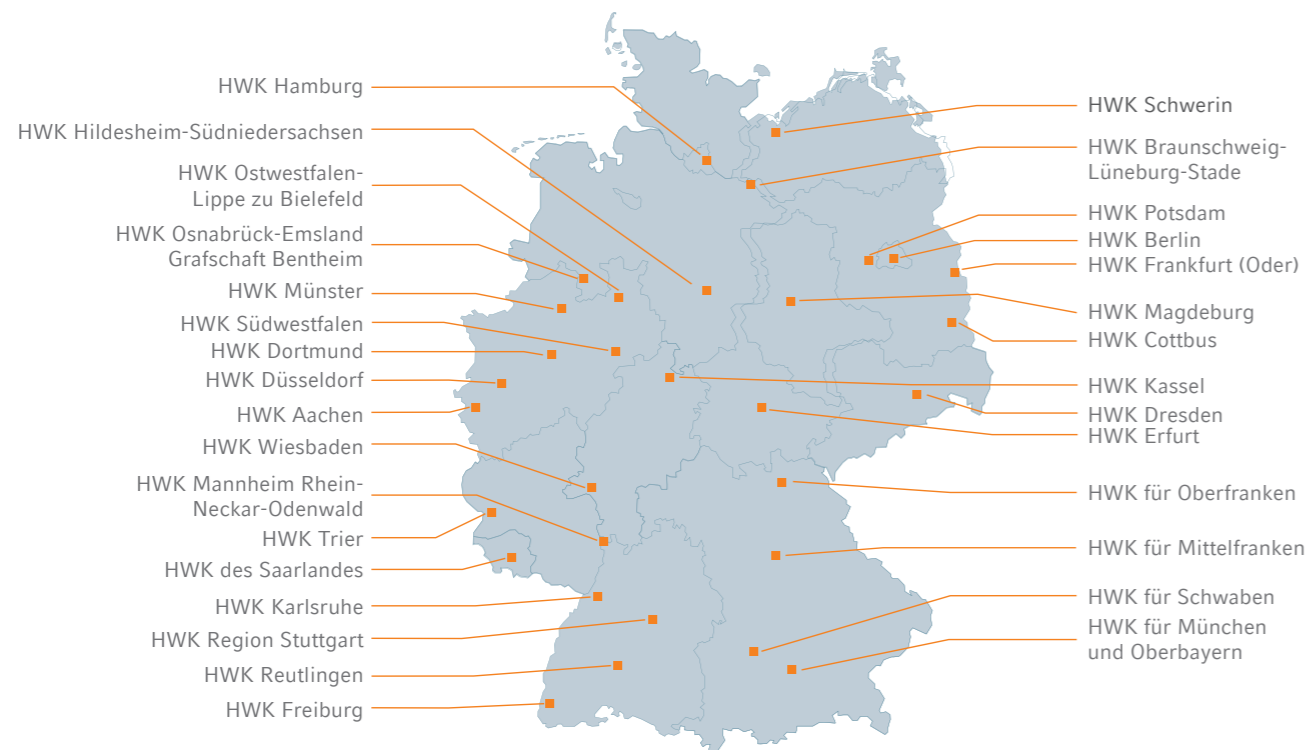 HWK Hamburg
HWK Hildesheim-Südniedersachsen
HWK Ostwestfalen-
Lippe zu Bielefeld
HWK Osnabrück-Emsland
Grafschaft Bentheim
HWK Münster
HWK Südwestfalen
HWK Dortmund
HWK Düsseldorf
HWK Aachen
HWK Wiesbaden
HWK Mannheim Rhein-
Neckar-Odenwald
HWK Trier
HWK des Saarlandes
HWK Karlsruhe
HWK Region Stuttgart
HWK Reutlingen
HWK Freiburg
HWK Schwerin
HWK Braunschweig-
Lüneburg-Stade
HWK Potsdam
HWK Berlin
HWK Frankfurt (Oder)
HWK Magdeburg
HWK Cottbus
HWK Kassel
HWK Dresden
HWK Erfurt
HWK für Oberfranken
HWK für Mittelfranken
HWK für Schwaben
HWK für München
und Oberbayern